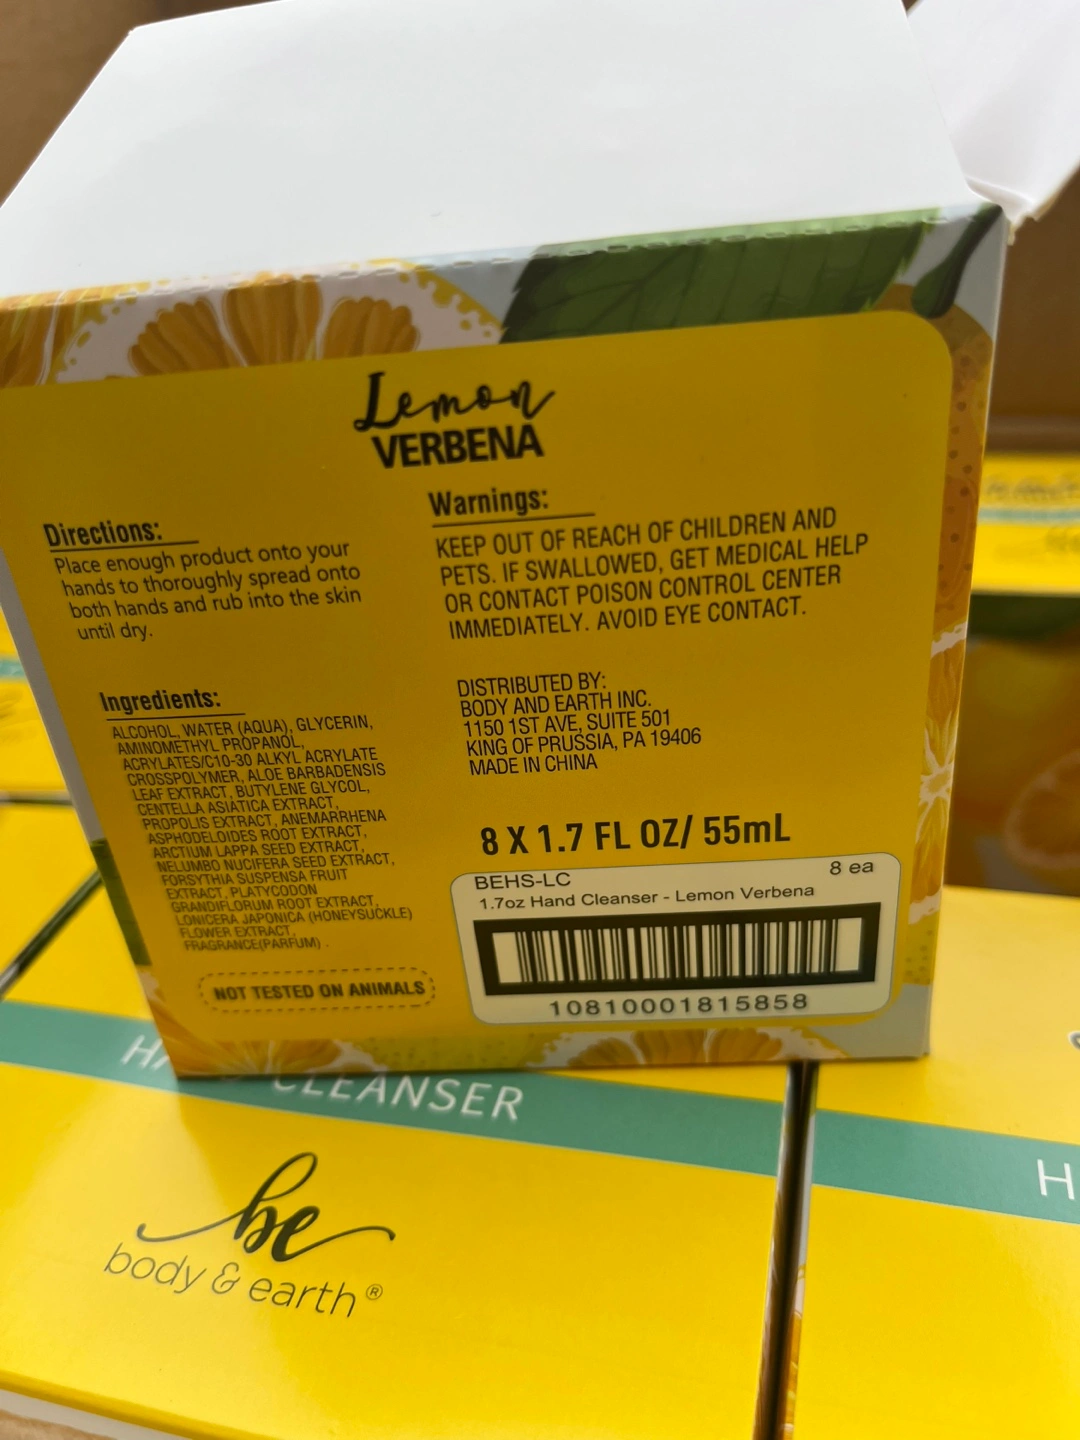 Lemon
VERBENA
Directions:
Place enough product onto your
hands to thoroughly spread onto
both hands and rub into the skin
until dry.
Ingredients:
ALCOHOL, WATER (AQUA), GLYCERIN,
AMINOMETHYL PROPANOL,
ACRYLATES/C10-30 ALKYL ACRYLATE
CROSSPOLYMER, ALOE BARBADENSIS
LEAF EXTRACT, BUTYLENE GLYCOL,
CENTELLA ASIATICA EXTRACT,
PROPOLIS EXTRACT, ANEMARRHENA
ASPHODELOIDES ROOT EXTRACT,
ARCTIUM LAPPA SEED EXTRACT,
NELUMBO NUCIFERA SEED EXTRACT,
FORSYTHIA SUSPENSA FRUIT
EXTRACT, PLATYCODON
GRANDIFLORUM ROOT EXTRACT,
LONICERA JAPONICA (HONEYSUCKLE)
FLOWER EXTRACT,
FRAGRANCE(PARFUM) .
NOT TESTED ON ANIMALS
Warnings:
KEEP OUT OF REACH OF CHILDREN AND
PETS. IF SWALLOWED, GET MEDICAL HELP
OR CONTACT POISON CONTROL CENTER
IMMEDIATELY. AVOID EYE CONTACT.
DISTRIBUTED BY:
BODY AND EARTH INC.
1150 1ST AVE, SUITE 501
KING OF PRUSSIA, PA 19406
MADE IN CHINA
8 X 1.7 FL OZ/ 55mL
BEHS-LC 8 ea
1.7oz Hand Cleanser - Lemon Verbena
10810001815858
CLEANSER
be
body & earth®
H